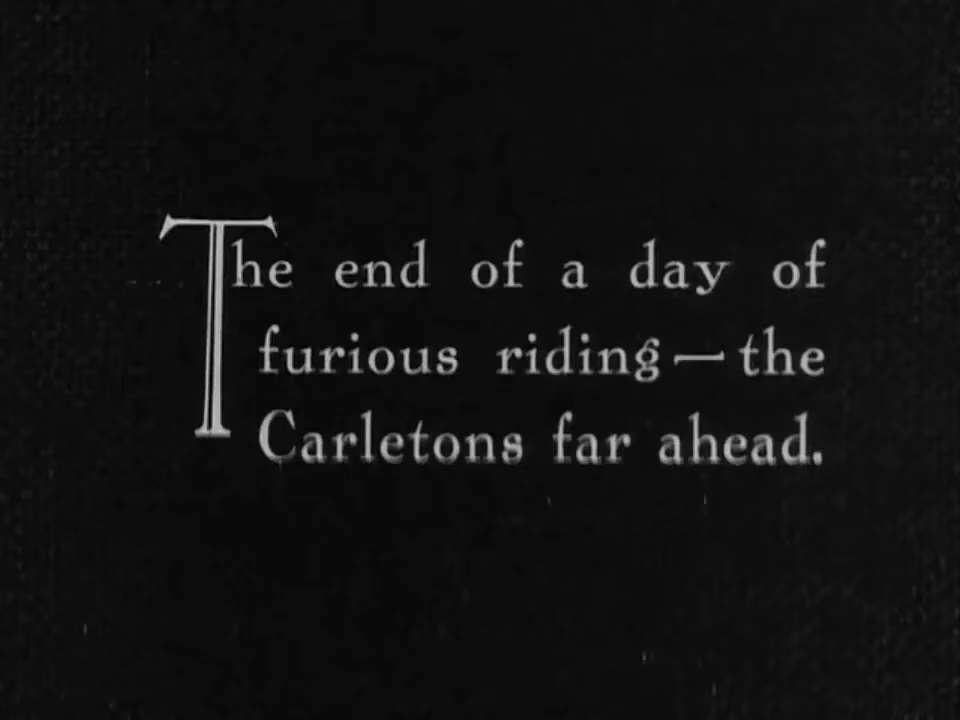 The end of a day of
furious riding — the
Carletons far ahead.